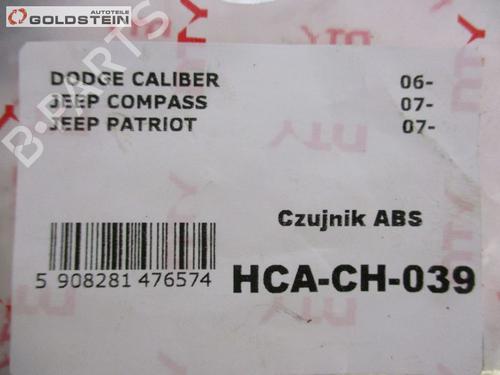 Autoteile
GOLDSTEIN
DODGE CALIBER 06-
JEEP COMPASS 07-
JEEP PATRIOT 07-
B-PARTS
Czujnik ABS
5 908281 476574
HCA-CH-039
NTY